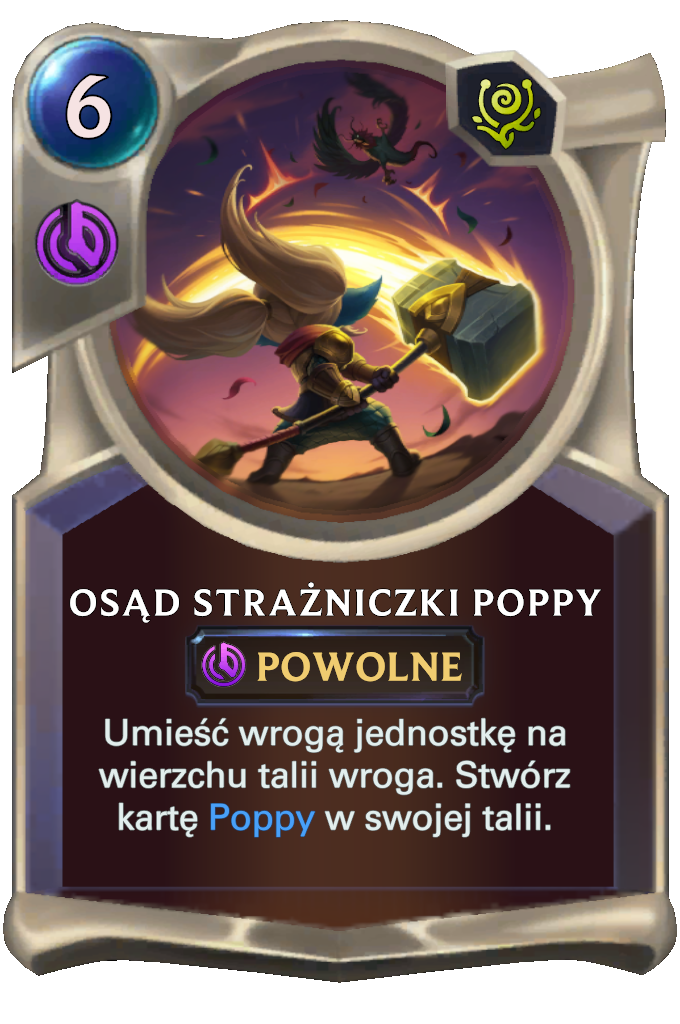 6
OSĄD STRAŻNICZKI POPPY
POWOLNE
Umieść wrogą jednostkę na
wierzchu talii wroga. Stwórz
kartę Poppy w swojej talii.